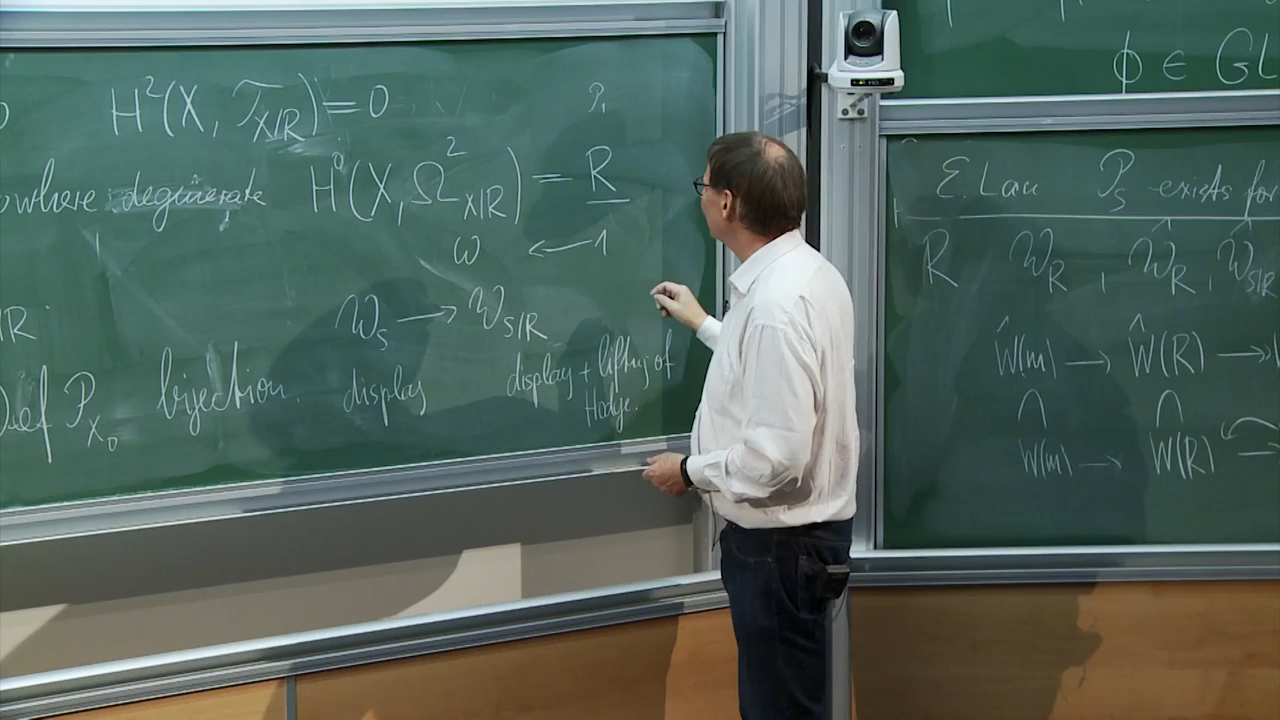 H²(X, 𝒯_{X/R}) = 0
P₁
where degenerate H⁰(X, Ω²_{X/R}) = R
ω ← 1
𝒲_S → 𝒲_{S/R}
/R
Def P_{X₀} bijection. display display + lifting of
Hodge.
φ ∈ GL
E. Lau P_S exists for
R 𝒲_R, 𝒲̂_R, 𝒲̂_{S/R}
Ŵ(m) → Ŵ(R) ↠
∩ ∩
W(m) → W(R)